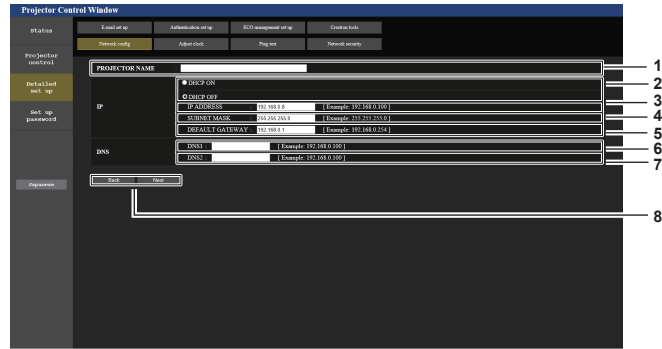 Projector Control Window
Status
Projector control
Detailed set up
Set up password
Japanese
E-mail set up Authentication set up ECO management set up Crestron tools
Network config Adjust clock Ping test Network security
PROJECTOR NAME 1
DHCP ON 2
DHCP OFF
IP
IP ADDRESS : 192.168.0.8 [ Example: 192.168.0.100 ] 3
SUBNET MASK : 255.255.255.0 [ Example: 255.255.255.0 ] 4
DEFAULT GATEWAY : 192.168.0.1 [ Example: 192.168.0.254 ] 5
DNS
DNS1 : [ Example: 192.168.0.100 ] 6
DNS2 : [ Example: 192.168.0.100 ] 7
Back Next 8